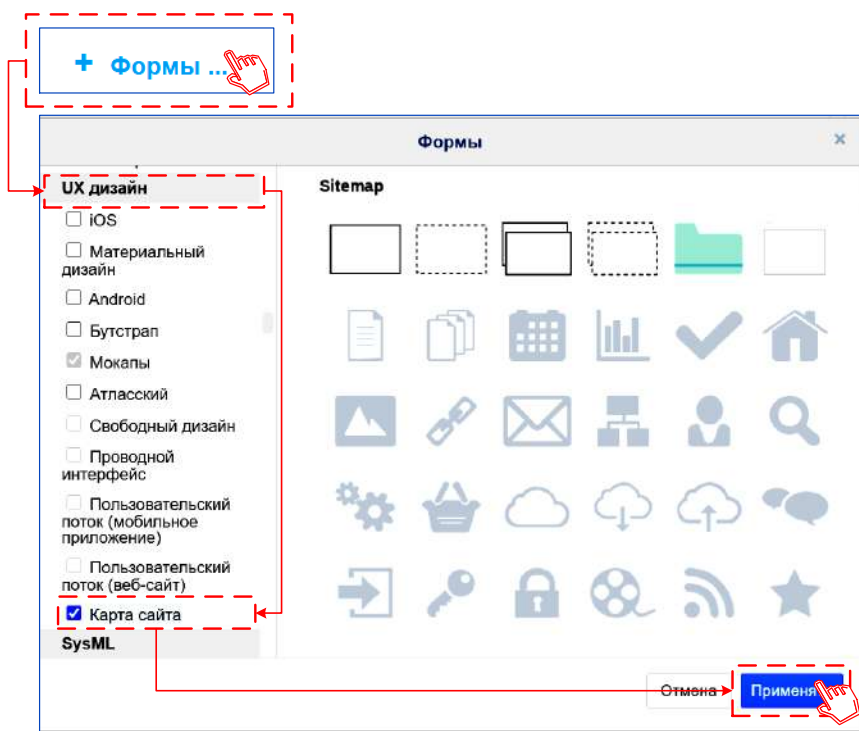 + Формы ...
Формы
×
UX дизайн
iOS
Материальный
дизайн
Android
Бутстрап
Мокапы
Атласский
Свободный дизайн
Проводной
интерфейс
Пользовательский
поток (мобильное
приложение)
Пользовательский
поток (веб-сайт)
Карта сайта
SysML
Sitemap
Отмена
Применя